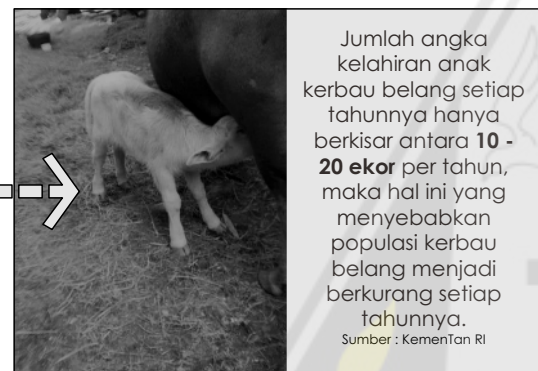 Jumlah angka
kelahiran anak
kerbau belang setiap
tahunnya hanya
berkisar antara 10 -
20 ekor per tahun,
maka hal ini yang
menyebabkan
populasi kerbau
belang menjadi
berkurang setiap
tahunnya.
Sumber : KemenTan RI